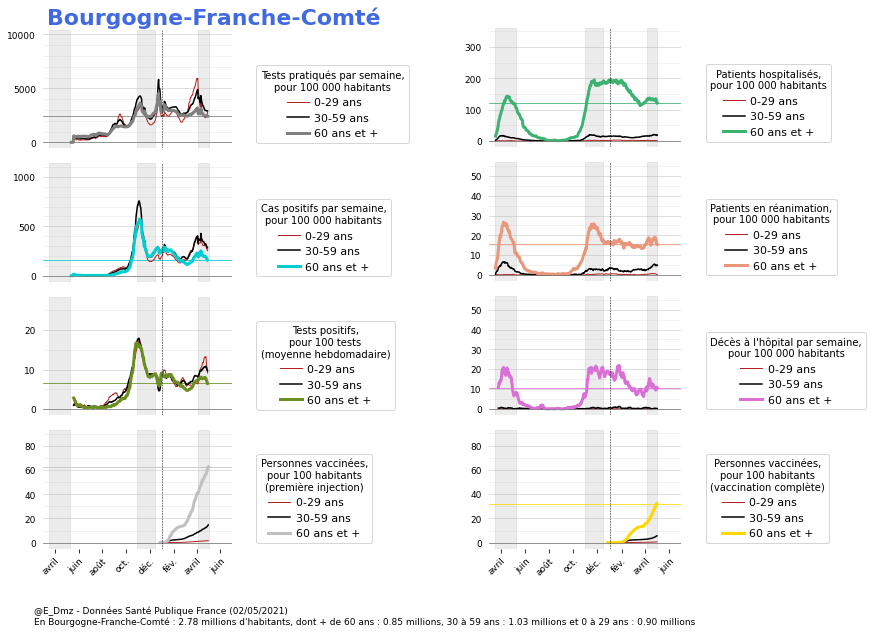 Bourgogne-Franche-Comté
10000
5000
0
Tests pratiqués par semaine,
pour 100 000 habitants
0-29 ans
30-59 ans
60 ans et +
300
200
100
0
Patients hospitalisés,
pour 100 000 habitants
0-29 ans
30-59 ans
60 ans et +
1000
500
0
Cas positifs par semaine,
pour 100 000 habitants
0-29 ans
30-59 ans
60 ans et +
50
40
30
20
10
0
Patients en réanimation,
pour 100 000 habitants
0-29 ans
30-59 ans
60 ans et +
20
10
0
Tests positifs,
pour 100 tests
(moyenne hebdomadaire)
0-29 ans
30-59 ans
60 ans et +
50
40
30
20
10
0
Décès à l'hôpital par semaine,
pour 100 000 habitants
0-29 ans
30-59 ans
60 ans et +
80
60
40
20
0
avril
juin
août
oct.
déc.
fév.
avril
juin
Personnes vaccinées,
pour 100 habitants
(première injection)
0-29 ans
30-59 ans
60 ans et +
80
60
40
20
0
avril
juin
août
oct.
déc.
fév.
avril
juin
Personnes vaccinées,
pour 100 habitants
(vaccination complète)
0-29 ans
30-59 ans
60 ans et +
@E_Dmz - Données Santé Publique France (02/05/2021)
En Bourgogne-Franche-Comté : 2.78 millions d'habitants, dont + de 60 ans : 0.85 millions, 30 à 59 ans : 1.03 millions et 0 à 29 ans : 0.90 millions